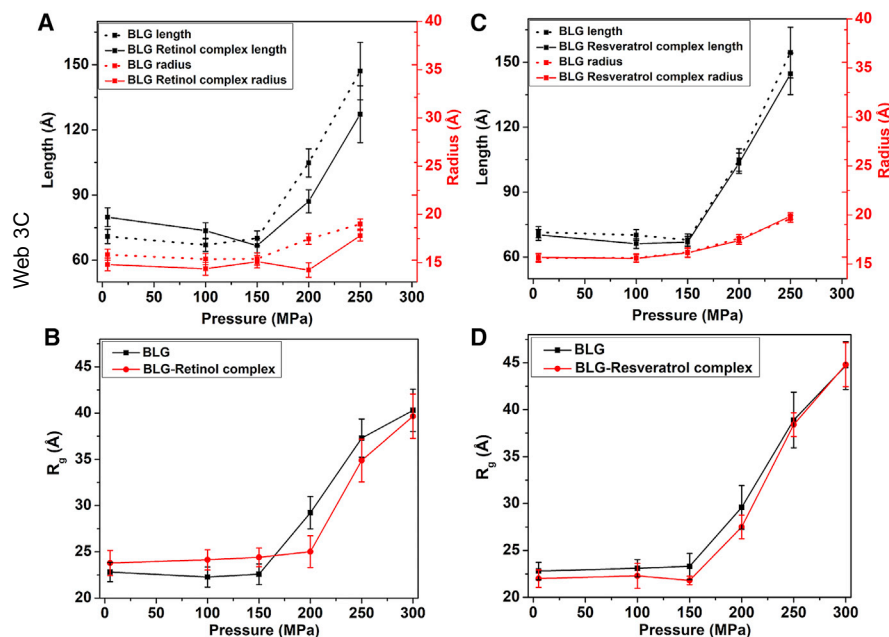 A
BLG length
BLG Retinol complex length
BLG radius
BLG Retinol complex radius
Length (Å)
150
120
90
60
Radius (Å)
40
35
30
25
20
15
0 50 100 150 200 250 300
Pressure (MPa)
C
BLG length
BLG Resveratrol complex length
BLG radius
BLG Resveratrol complex radius
Length (Å)
150
120
90
60
Radius (Å)
40
35
30
25
20
15
0 50 100 150 200 250 300
Pressure (MPa)
Web 3C
B
BLG
BLG-Retinol complex
Rg (Å)
45
40
35
30
25
20
0 50 100 150 200 250 300
Pressure (MPa)
D
BLG
BLG-Resveratrol complex
Rg (Å)
45
40
35
30
25
20
0 50 100 150 200 250 300
Pressure (MPa)